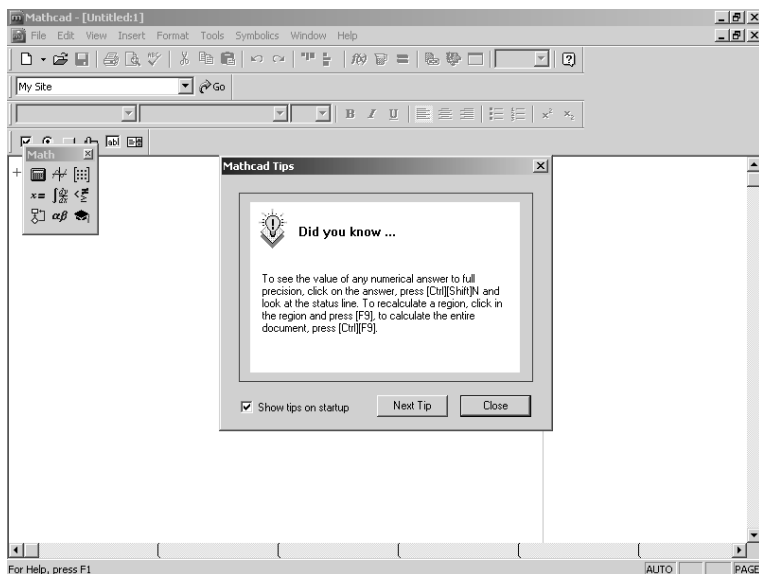 Mathcad - [Untitled:1]
File Edit View Insert Format Tools Symbolics Window Help
My Site
Go
B I U
x² x₂
abl
Math
x=
αβ
Mathcad Tips
Did you know ...
To see the value of any numerical answer to full
precision, click on the answer, press [Ctrl][Shift]N and
look at the status line. To recalculate a region, click in
the region and press [F9], to calculate the entire
document, press [Ctrl][F9].
Show tips on startup
Next Tip
Close
For Help, press F1
AUTO
PAGE